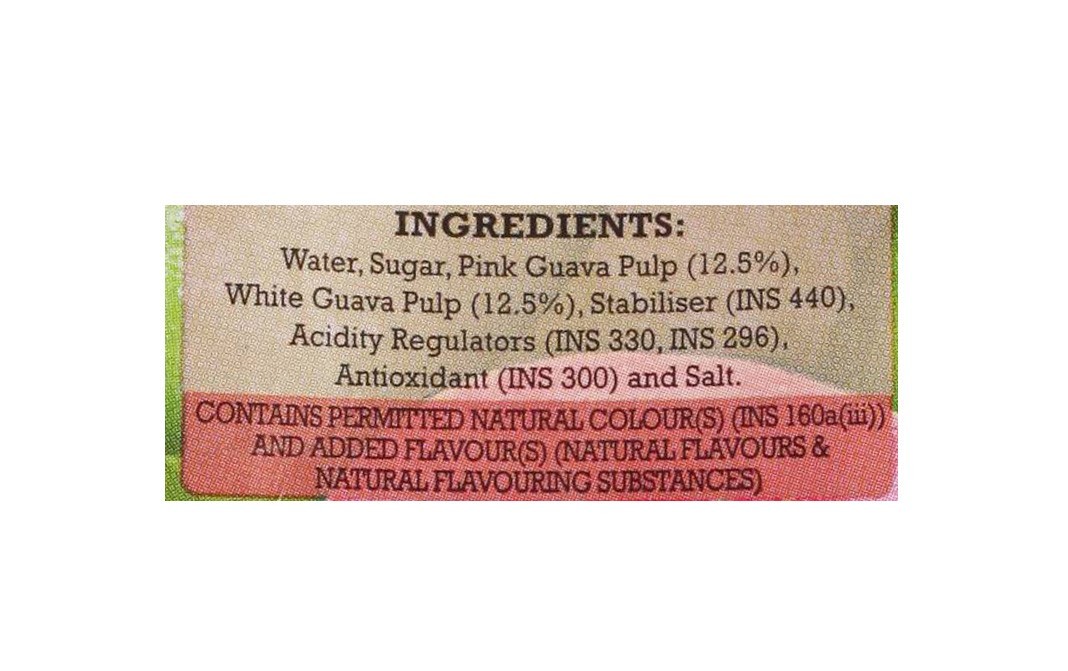 INGREDIENTS:
Water, Sugar, Pink Guava Pulp (12.5%),
White Guava Pulp (12.5%), Stabiliser (INS 440),
Acidity Regulators (INS 330, INS 296),
Antioxidant (INS 300) and Salt.
CONTAINS PERMITTED NATURAL COLOUR(S) (INS 160a(iii))
AND ADDED FLAVOUR(S) (NATURAL FLAVOURS &
NATURAL FLAVOURING SUBSTANCES)